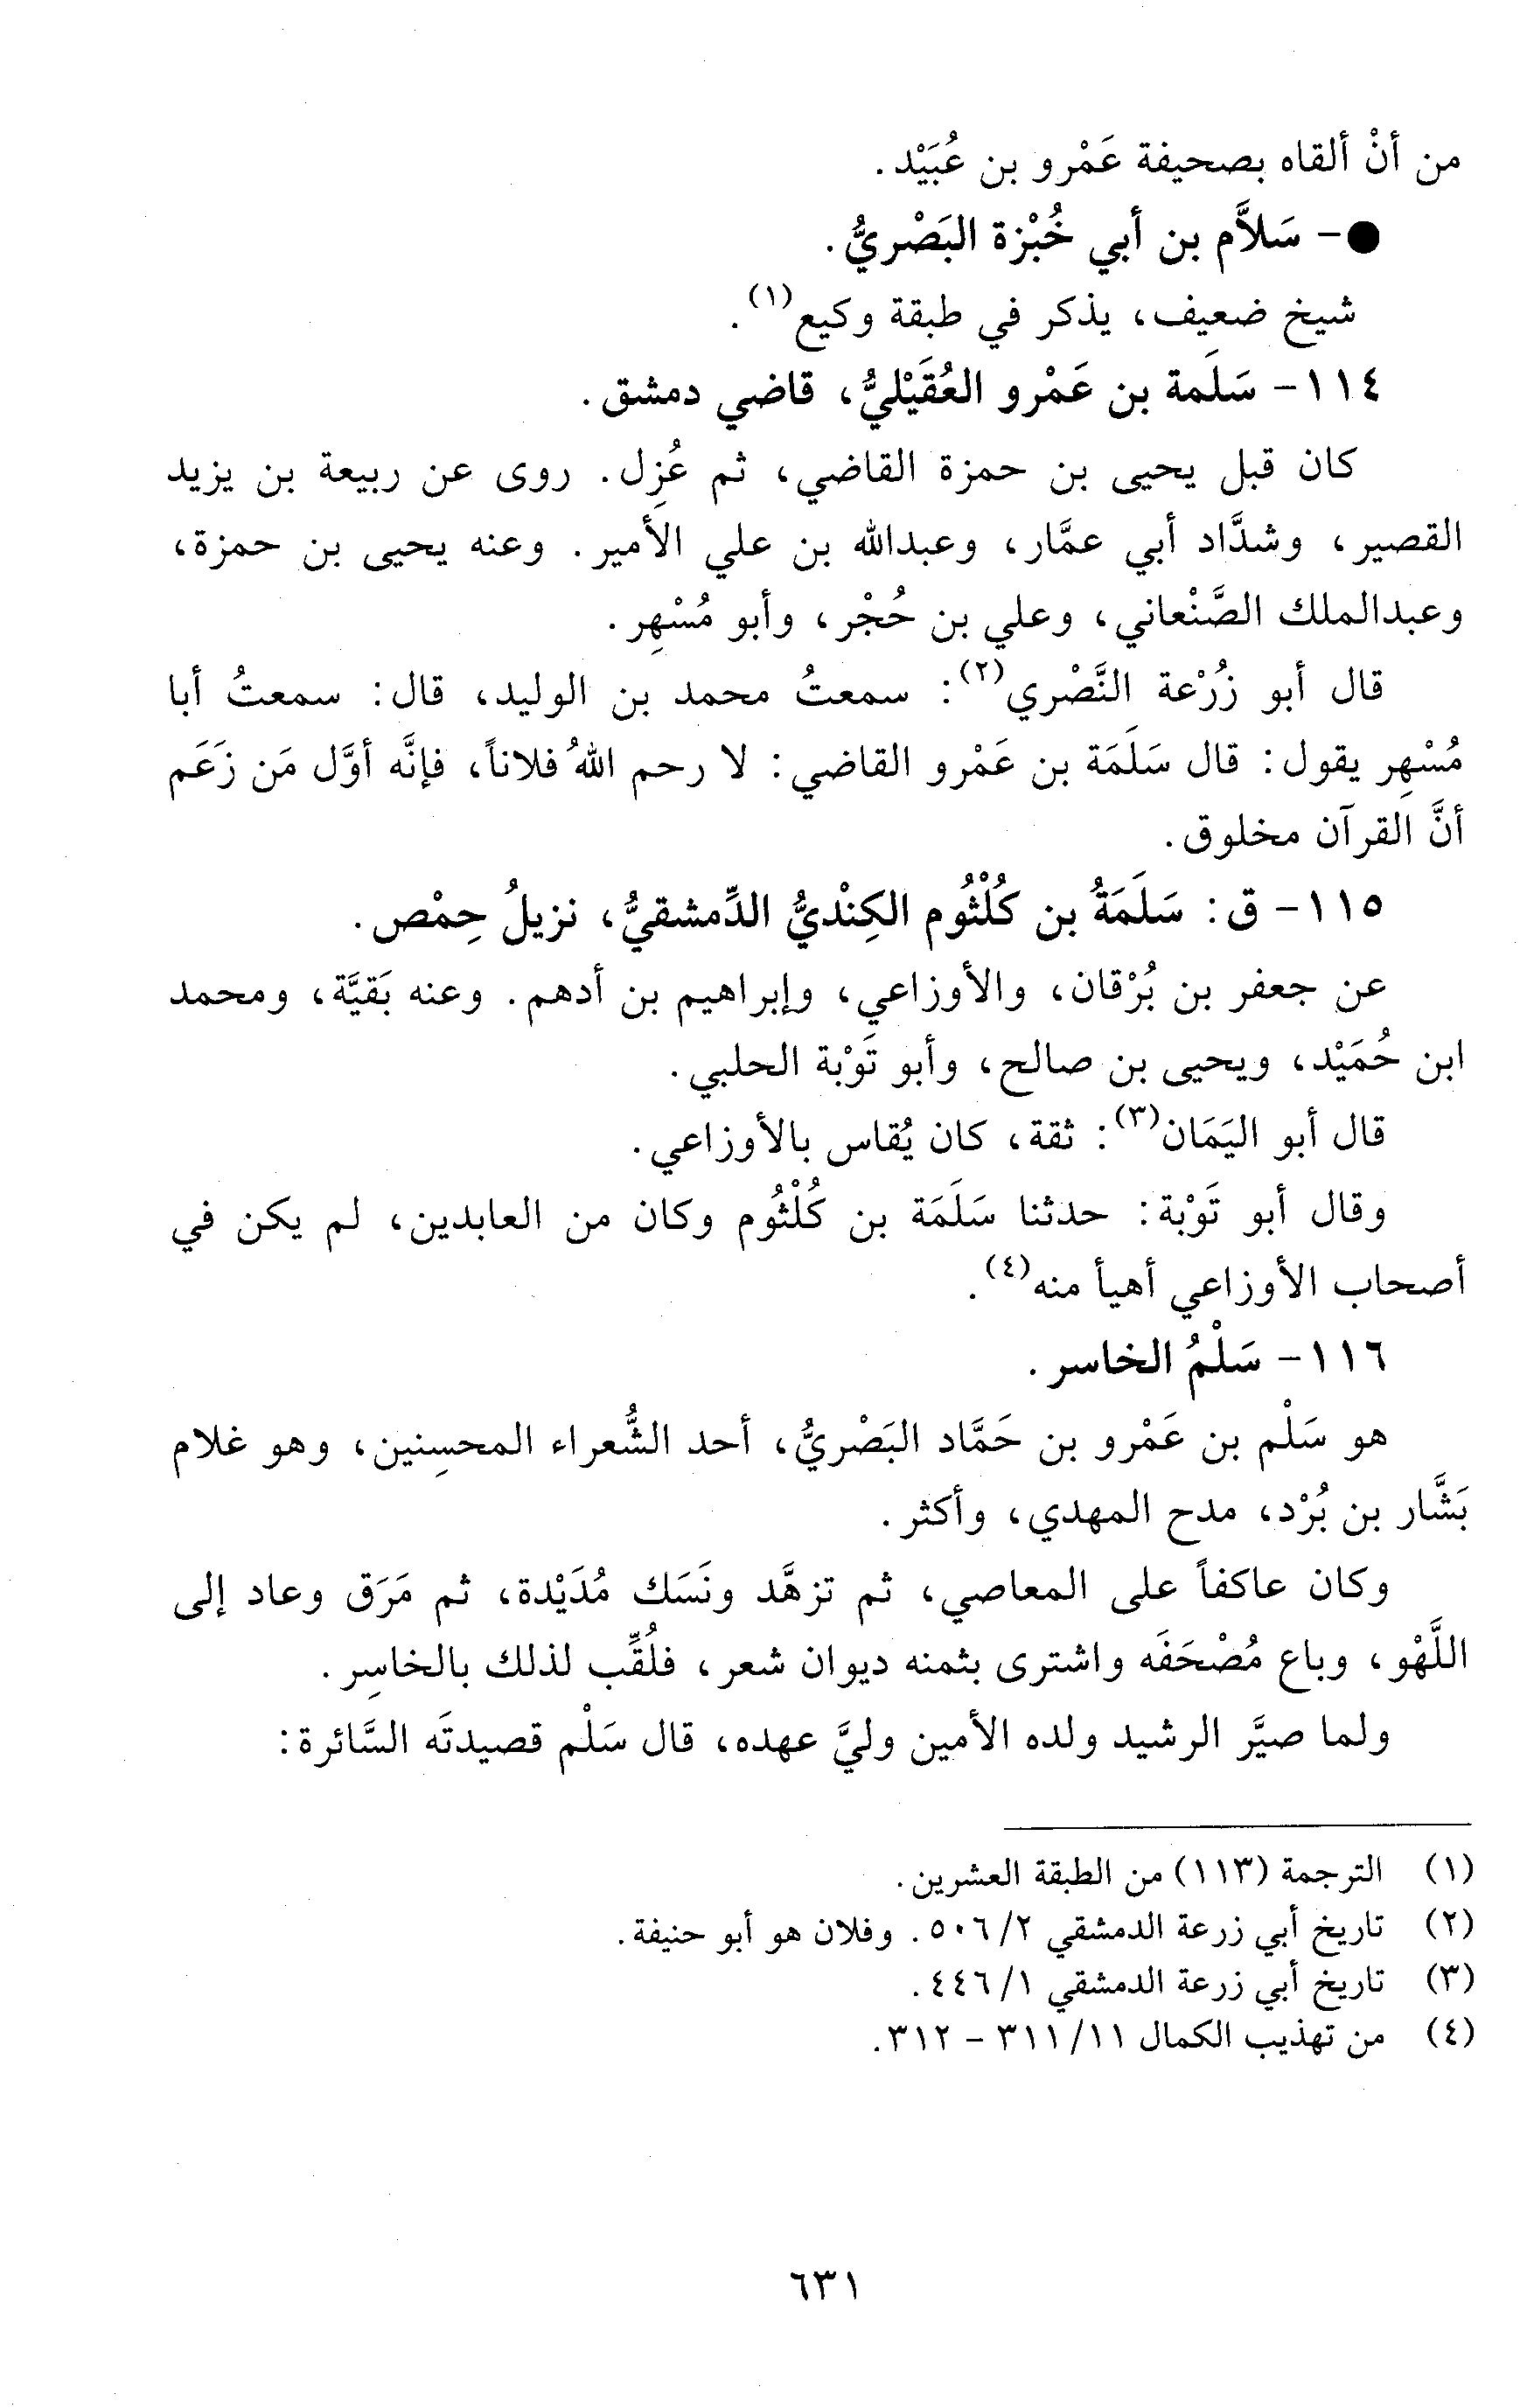 من أنْ ألقاه بصحيفة عَمْرو بن عُبَيْد.
● - سَلاَّم بن أبي خُبْزة البَصْريُّ.
شيخ ضعيف، يذكر في طبقة وكيع(١).
١١٤ - سَلَمة بن عَمْرو العُقَيْليُّ، قاضي دمشق.
كان قبل يحيى بن حمزة القاضي، ثم عُزِل. روى عن ربيعة بن يزيد
القصير، وشدَّاد أبي عمَّار، وعبدالله بن علي الأمير. وعنه يحيى بن حمزة،
وعبدالملك الصَّنْعاني، وعلي بن حُجْر، وأبو مُسْهِر.
قال أبو زُرْعة النَّصْري(٢): سمعتُ محمد بن الوليد، قال: سمعتُ أبا
مُسْهِر يقول: قال سَلَمَة بن عَمْرو القاضي: لا رحم اللهُ فلاناً، فإنَّه أوَّل مَن زَعَم
أنَّ القرآن مخلوق.
١١٥ - ق: سَلَمَةُ بن كُلْثُوم الكِنْديُّ الدِّمشقيُّ، نزيلُ حِمْص.
عن جعفر بن بُرْقان، والأوزاعي، وإبراهيم بن أدهم. وعنه بَقيَّة، ومحمد
ابن حُمَيْد، ويحيى بن صالح، وأبو تَوْبة الحلبي.
قال أبو اليَمَان(٣): ثقة، كان يُقاس بالأوزاعي.
وقال أبو تَوْبة: حدثنا سَلَمَة بن كُلْثُوم وكان من العابدين، لم يكن في
أصحاب الأوزاعي أهيأ منه(٤).
١١٦ - سَلْمُ الخاسر.
هو سَلْم بن عَمْرو بن حَمَّاد البَصْريُّ، أحد الشُّعراء المحسِنين، وهو غلام
بَشَّار بن بُرْد، مدح المهدي، وأكثر.
وكان عاكفاً على المعاصي، ثم تزهَّد ونَسَك مُدَيْدة، ثم مَرَق وعاد إلى
اللَّهْو، وباع مُصْحَفَه واشترى بثمنه ديوان شعر، فلُقِّب لذلك بالخاسِر.
ولما صيَّر الرشيد ولده الأمين وليَّ عهده، قال سَلْم قصيدتَه السَّائرة:
(١) الترجمة (١١٣) من الطبقة العشرين.
(٢) تاريخ أبي زرعة الدمشقي ٢/ ٥٠٦. وفلان هو أبو حنيفة.
(٣) تاريخ أبي زرعة الدمشقي ١/ ٤٤٦.
(٤) من تهذيب الكمال ١١/ ٣١١ - ٣١٢.
٦٣١